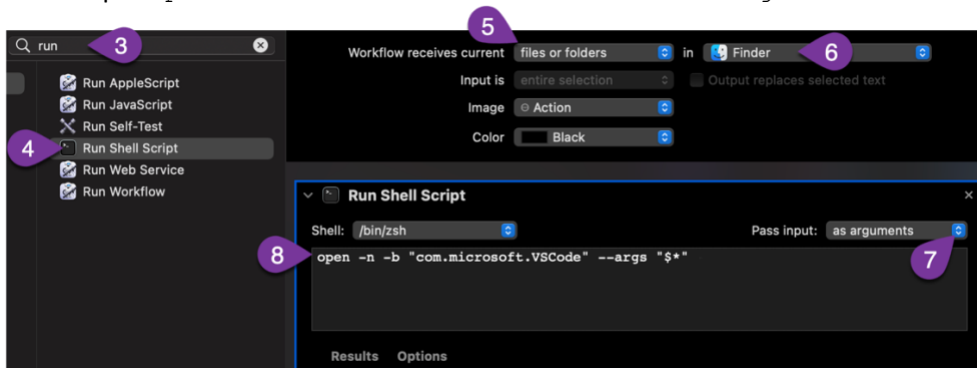 5
run
3
Workflow receives current files or folders in Finder
6
Input is entire selection Output replaces selected text
Run AppleScript
Run JavaScript
Image Action
Run Self-Test
Color Black
4
Run Shell Script
Run Web Service
Run Workflow
Run Shell Script
Shell: /bin/zsh Pass input: as arguments
8
open -n -b "com.microsoft.VSCode" --args "$*"
7
Results Options